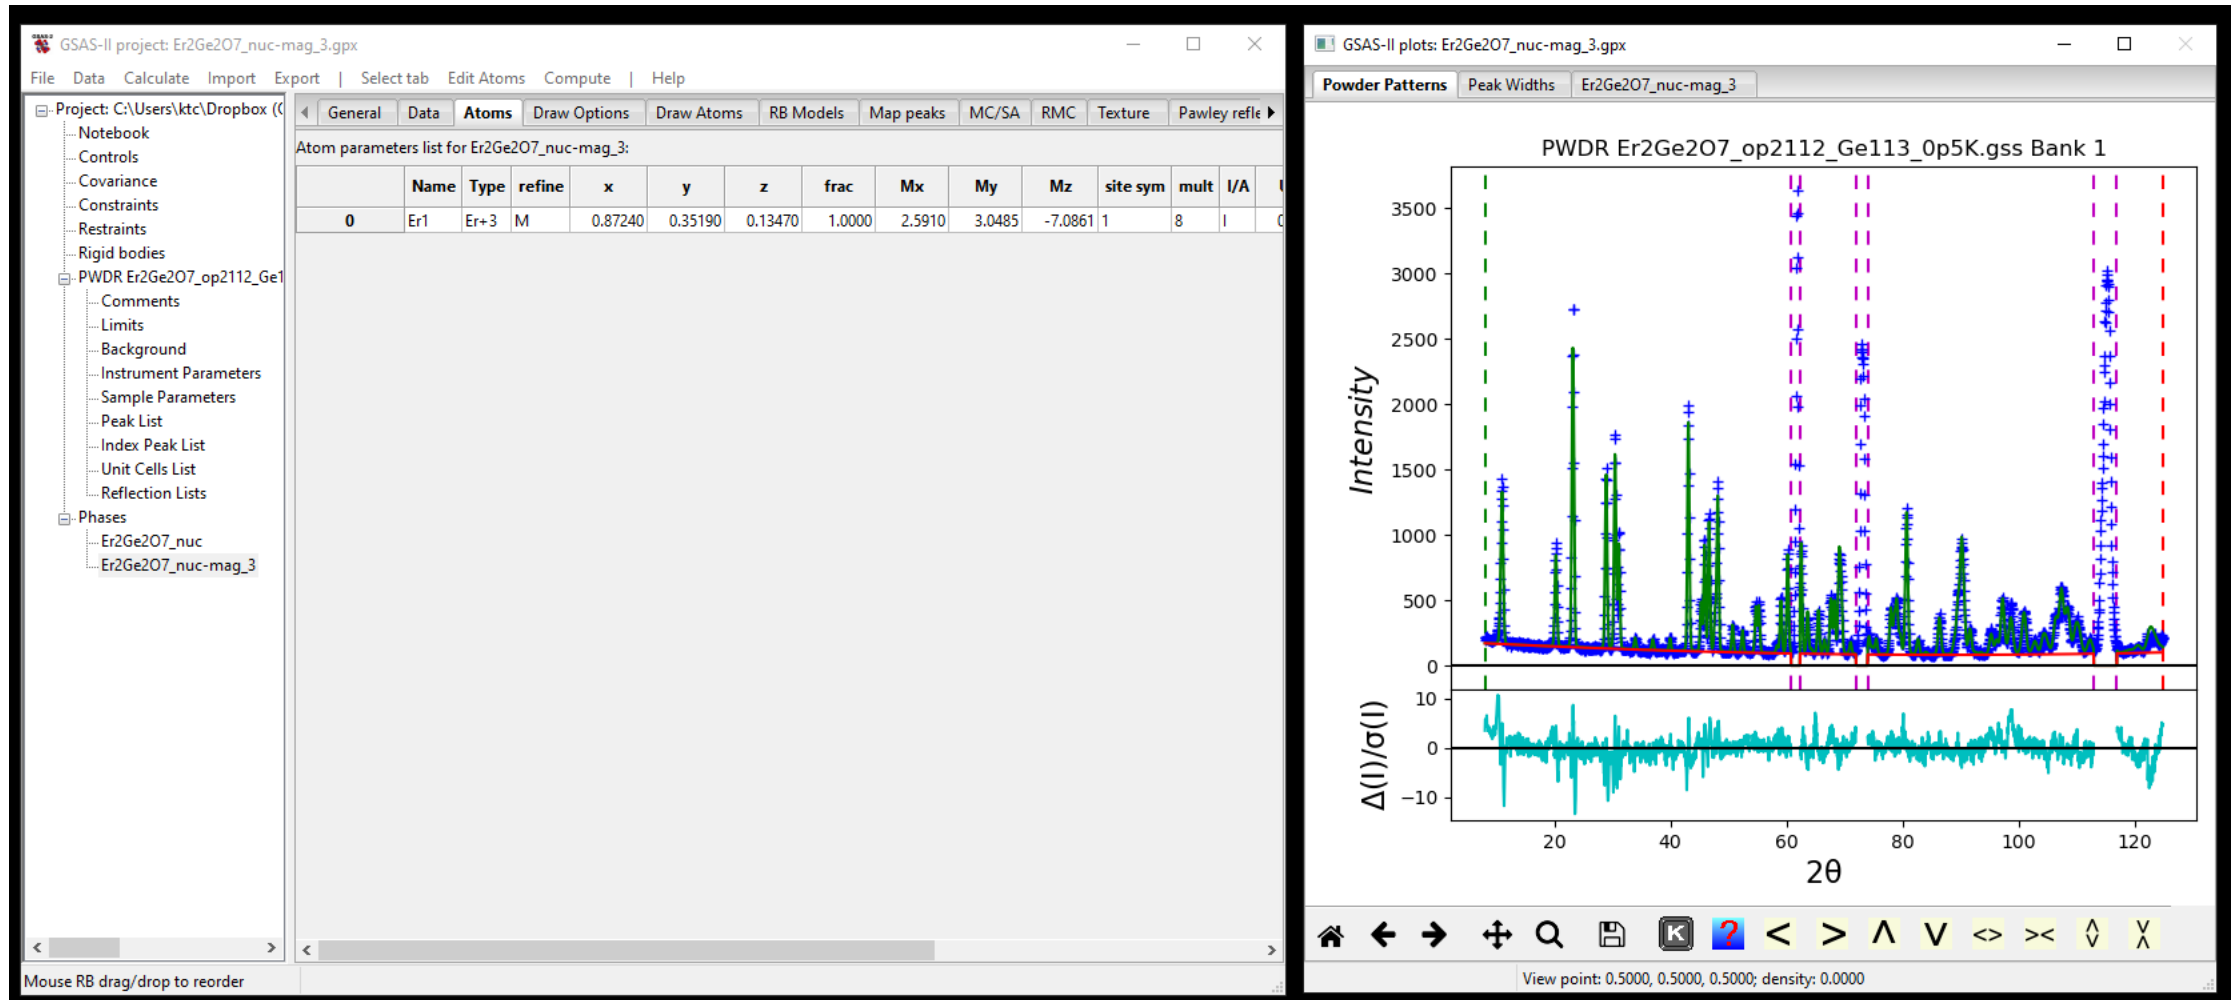 GSAS-II project: Er2Ge2O7_nuc-mag_3.gpx
File Data Calculate Import Export | Select tab Edit Atoms Compute | Help
Project: C:\Users\ktc\Dropbox (
Notebook
Controls
Covariance
Constraints
Restraints
Rigid bodies
PWDR Er2Ge2O7_op2112_Ge1
Comments
Limits
Background
Instrument Parameters
Sample Parameters
Peak List
Index Peak List
Unit Cells List
Reflection Lists
Phases
Er2Ge2O7_nuc
Er2Ge2O7_nuc-mag_3
General Data Atoms Draw Options Draw Atoms RB Models Map peaks MC/SA RMC Texture Pawley refle
Atom parameters list for Er2Ge2O7_nuc-mag_3:
Name Type refine x y z frac Mx My Mz site sym mult I/A
0 Er1 Er+3 M 0.87240 0.35190 0.13470 1.0000 2.5910 3.0485 -7.0861 1 8 I
Mouse RB drag/drop to reorder
GSAS-II plots: Er2Ge2O7_nuc-mag_3.gpx
Powder Patterns Peak Widths Er2Ge2O7_nuc-mag_3
PWDR Er2Ge2O7_op2112_Ge113_0p5K.gss Bank 1
Intensity
3500
3000
2500
2000
1500
1000
500
0
Δ(I)/σ(I)
10
0
−10
20 40 60 80 100 120
2θ
K ? < > Λ V <> ><
View point: 0.5000, 0.5000, 0.5000; density: 0.0000